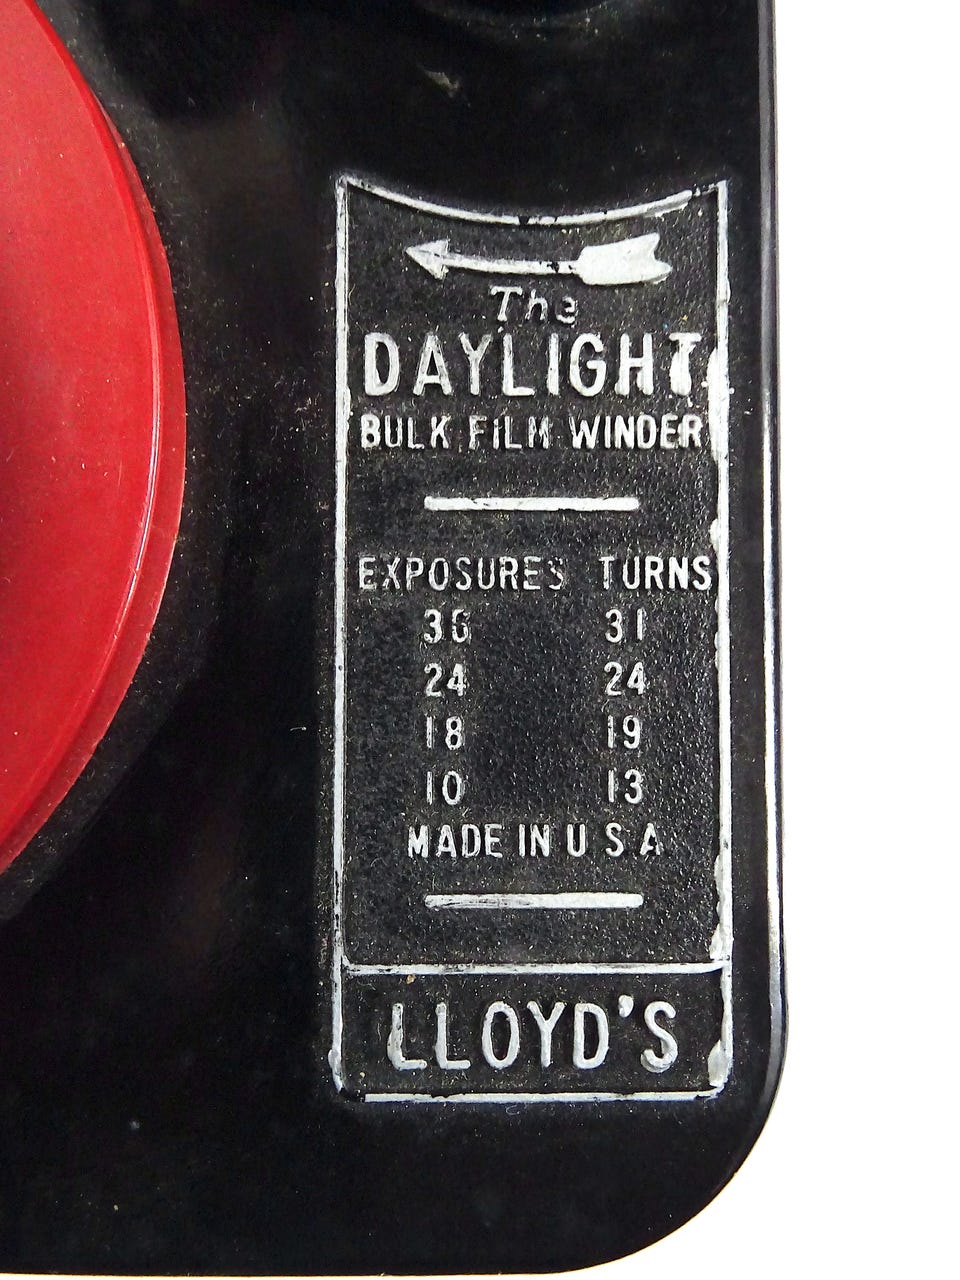 The
DAYLIGHT
BULK FILM WINDER
EXPOSURES TURNS
36 31
24 24
18 19
10 13
MADE IN U S A
LLOYD'S